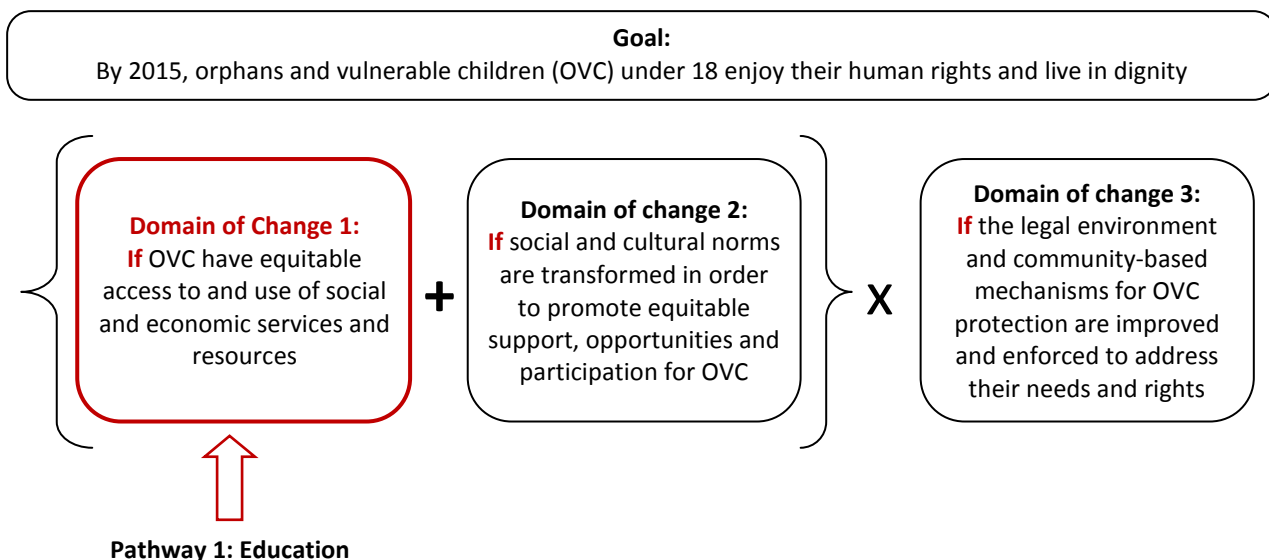 Goal:
By 2015, orphans and vulnerable children (OVC) under 18 enjoy their human rights and live in dignity
Domain of Change 1:
If OVC have equitable
access to and use of social
and economic services and
resources
+
Domain of change 2:
If social and cultural norms
are transformed in order
to promote equitable
support, opportunities and
participation for OVC
x
Domain of change 3:
If the legal environment
and community-based
mechanisms for OVC
protection are improved
and enforced to address
their needs and rights
Pathway 1: Education